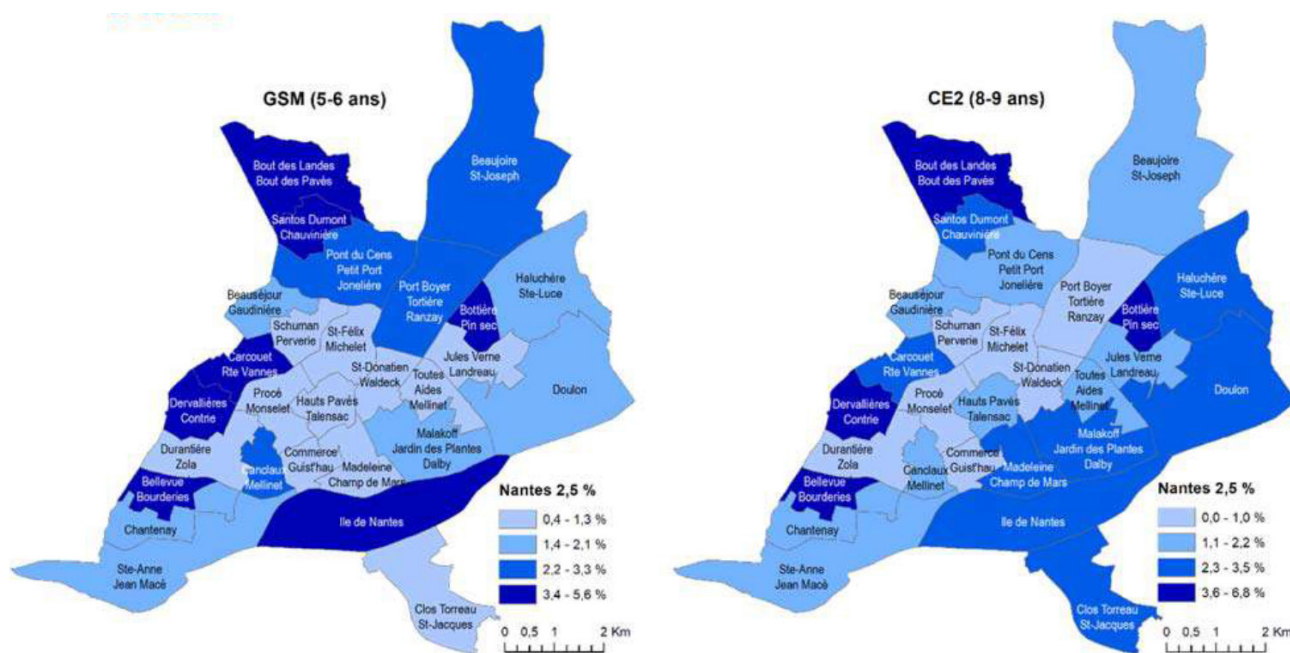 GSM (5-6 ans)
Bout des Landes
Bout des Pavés
Santos Dumont
Chauvinière
Beaujoire
St-Joseph
Pont du Cens
Petit Port
Jonelière
Port Boyer
Tortière
Ranzay
Haluchère
Ste-Luce
Beauséjour
Gaudinière
Bottière
Pin sec
Schuman
Perverie
St-Félix
Michelet
Carcouet
Rte Vannes
Jules Verne
Landreau
St-Donatien
Waldeck
Toutes
Aides
Mellinet
Doulon
Procé
Monselet
Hauts Pavés
Talensac
Dervallières
Contrie
Malakoff
Jardin des Plantes
Dalby
Durantière
Zola
Commerce
Guist'hau
Canclaux
Mellinet
Madeleine
Champ de Mars
Bellevue
Bourderies
Ile de Nantes
Chantenay
Ste-Anne
Jean Macé
Clos Torreau
St-Jacques
Nantes 2,5 %
0,4 - 1,3 %
1,4 - 2,1 %
2,2 - 3,3 %
3,4 - 5,6 %
0 0,5 1 2 Km
CE2 (8-9 ans)
Bout des Landes
Bout des Pavés
Santos Dumont
Chauvinière
Beaujoire
St-Joseph
Pont du Cens
Petit Port
Jonelière
Port Boyer
Tortière
Ranzay
Haluchère
Ste-Luce
Beauséjour
Gaudinière
Bottière
Pin sec
Schuman
Perverie
St-Félix
Michelet
Carcouet
Rte Vannes
Jules Verne
Landreau
St-Donatien
Waldeck
Toutes
Aides
Mellinet
Doulon
Procé
Monselet
Hauts Pavés
Talensac
Dervallières
Contrie
Malakoff
Jardin des Plantes
Dalby
Durantière
Zola
Commerce
Guist'hau
Canclaux
Mellinet
Madeleine
Champ de Mars
Bellevue
Bourderies
Ile de Nantes
Chantenay
Ste-Anne
Jean Macé
Clos Torreau
St-Jacques
Nantes 2,5 %
0,0 - 1,0 %
1,1 - 2,2 %
2,3 - 3,5 %
3,6 - 6,8 %
0 0,5 1 2 Km